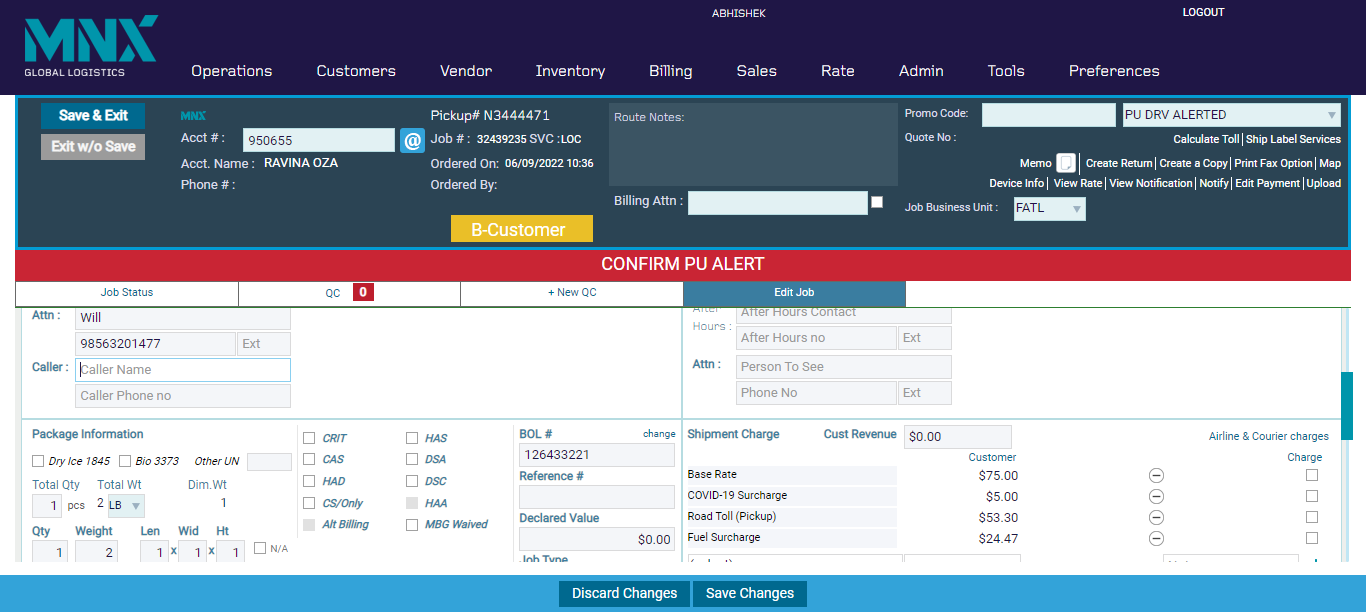 ABHISHEK
LOGOUT
MNX
GLOBAL LOGISTICS
Operations Customers Vendor Inventory Billing Sales Rate Admin Tools Preferences
Save & Exit
Exit w/o Save
MNX
Acct # : 950655 @
Acct. Name : RAVINA OZA
Phone # :
Pickup# N3444471
Job # : 32439235 SVC :LOC
Ordered On: 06/09/2022 10:36
Ordered By:
B-Customer
Route Notes:
Billing Attn :
Promo Code: PU DRV ALERTED
Quote No :
Calculate Toll| Ship Label Services
Memo | Create Return| Create a Copy| Print Fax Option | Map
Device Info| View Rate| View Notification | Notify| Edit Payment |Upload
Job Business Unit : FATL
CONFIRM PU ALERT
Job Status QC 0 + New QC Edit Job
Attn : Will
98563201477 Ext
Caller : Caller Name
Caller Phone no
After Hours : After Hours Contact
After Hours no Ext
Attn : Person To See
Phone No Ext
Package Information
Dry Ice 1845 Bio 3373 Other UN
Total Qty Total Wt Dim.Wt
1 pcs 2 LB 1
Qty Weight Len Wid Ht
1 2 1 x 1 x 1 N/A
CRIT HAS
CAS DSA
HAD DSC
CS/Only HAA
Alt Billing MBG Waived
BOL # change
126433221
Reference #
Declared Value
$0.00
Job Type
Shipment Charge Cust Revenue $0.00 Airline & Courier charges
Customer Charge
Base Rate $75.00
COVID-19 Surcharge $5.00
Road Toll (Pickup) $53.30
Fuel Surcharge $24.47
Discard Changes Save Changes